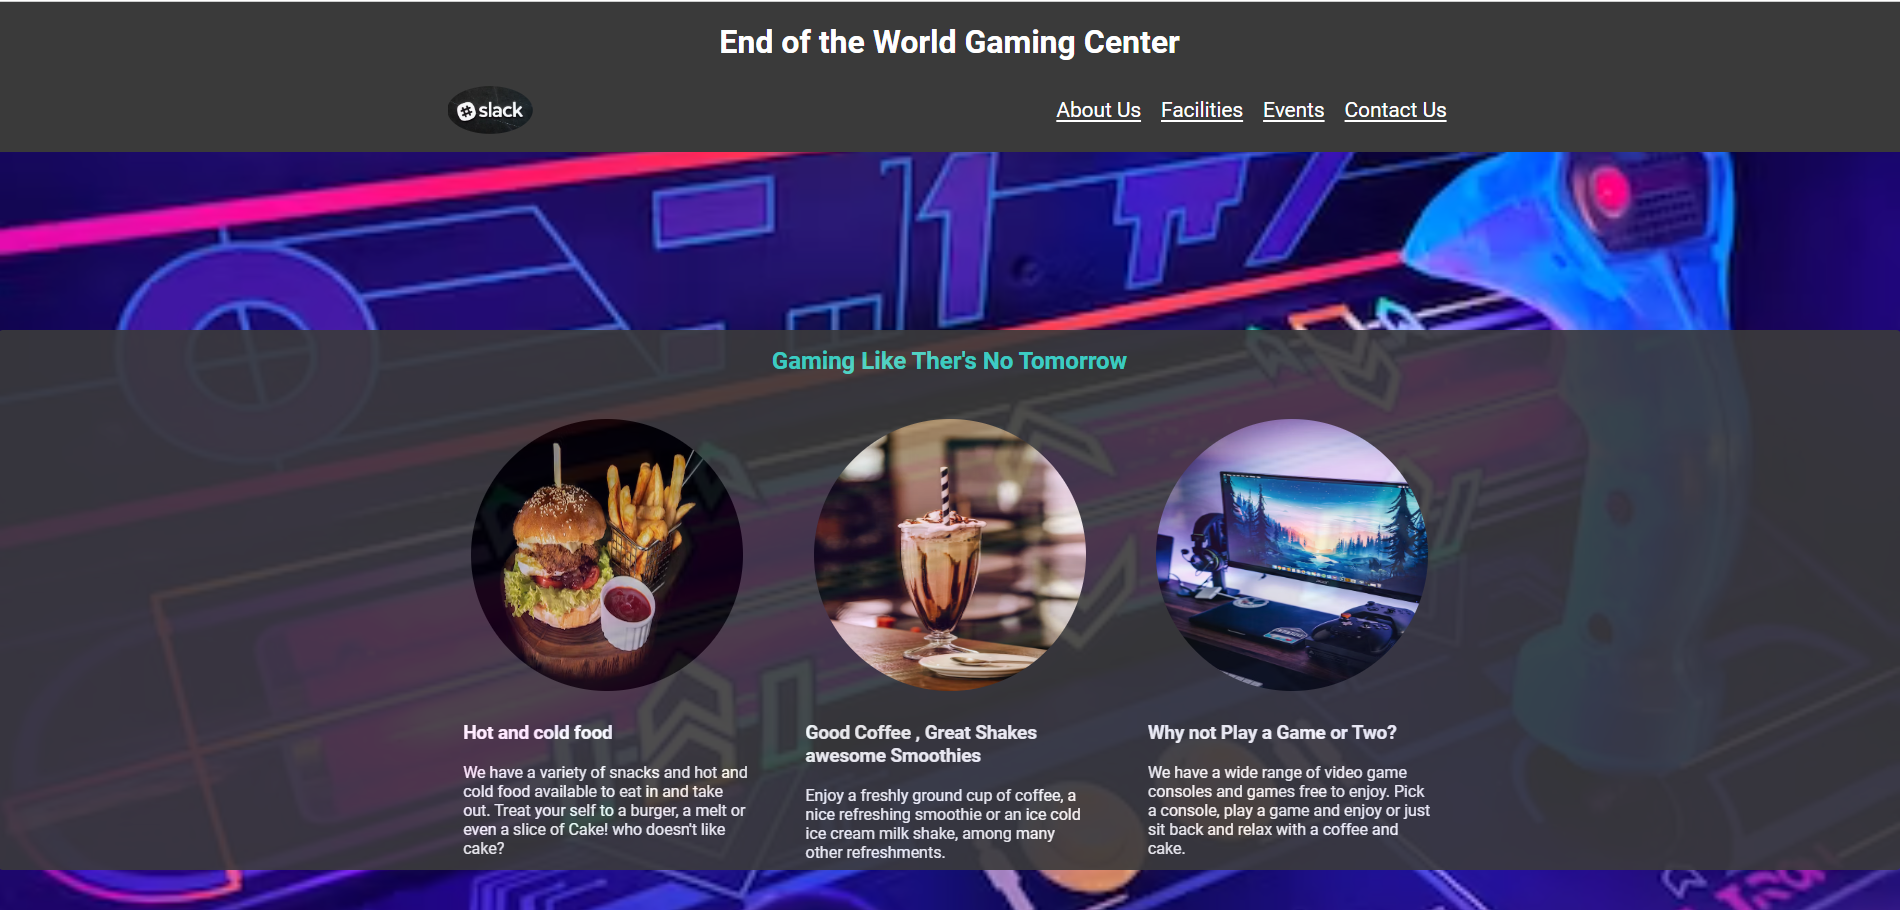 End of the World Gaming Center
slack
About Us Facilities Events Contact Us
Gaming Like Ther's No Tomorrow
Hot and cold food
We have a variety of snacks and hot and
cold food available to eat in and take
out. Treat your self to a burger, a melt or
even a slice of Cake! who doesn't like
cake?
Good Coffee , Great Shakes
awesome Smoothies
Enjoy a freshly ground cup of coffee, a
nice refreshing smoothie or an ice cold
ice cream milk shake, among many
other refreshments.
Why not Play a Game or Two?
We have a wide range of video game
consoles and games free to enjoy. Pick
a console, play a game and enjoy or just
sit back and relax with a coffee and
cake.